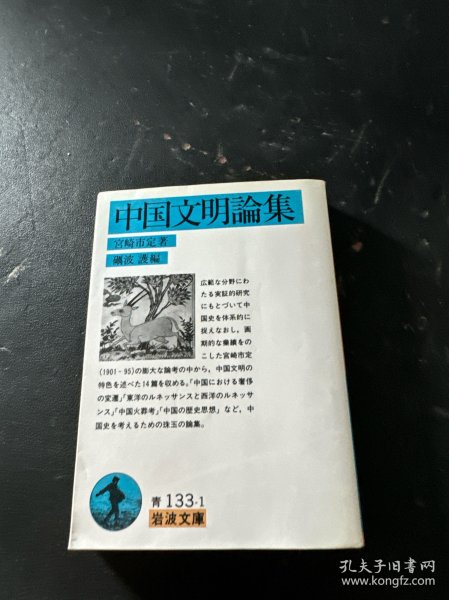 中国文明論集
宮崎市定著
礪波 護編
広範な分野にわ
たる実証的研究
にもとづいて中
国史を体系的に
捉えなおし，画
期的な業績をの
こした宮崎市定
（1901－95）の膨大な論考の中から，中国文明の
特色を述べた14篇を収める。「中国における奢侈
の変遷」「東洋のルネッサンスと西洋のルネッサ
ンス」「中国火葬考」「中国の歴史思想」など，中
国史を考えるための珠玉の論集。
青 133-1
岩波文庫
孔夫子旧书网
www.kongfz.com